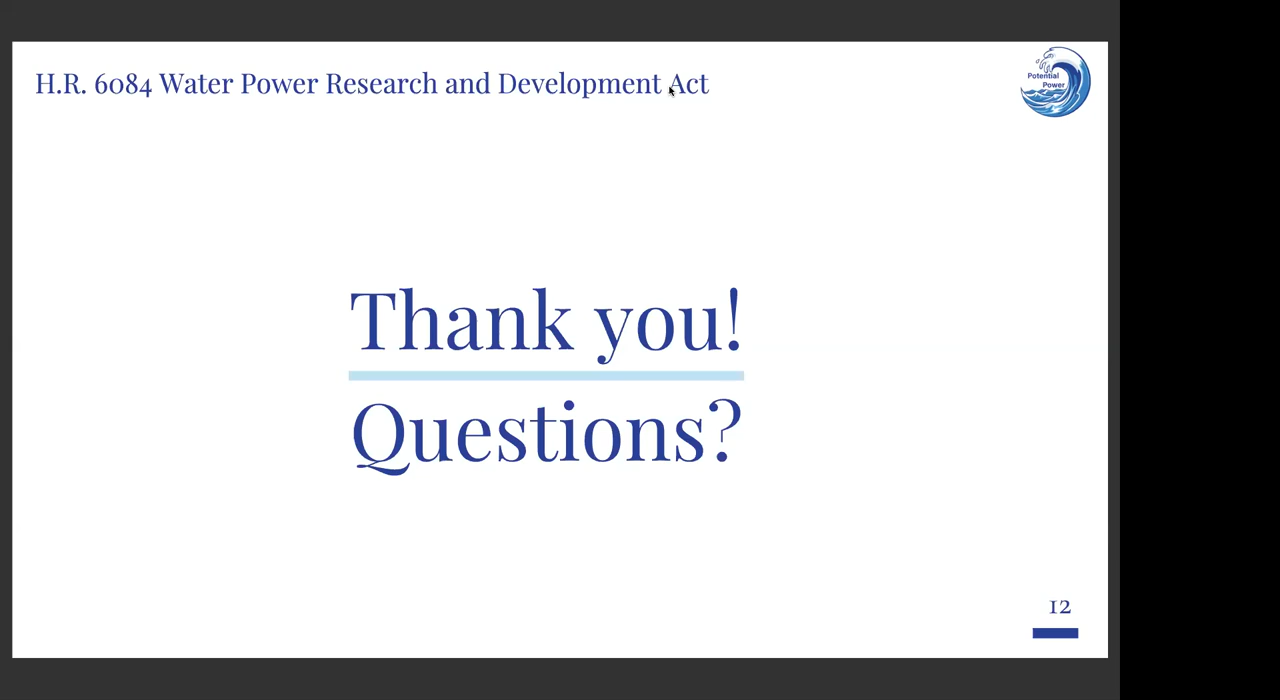 H.R. 6084 Water Power Research and Development Act
Potential
Power
Thank you!
Questions?
12